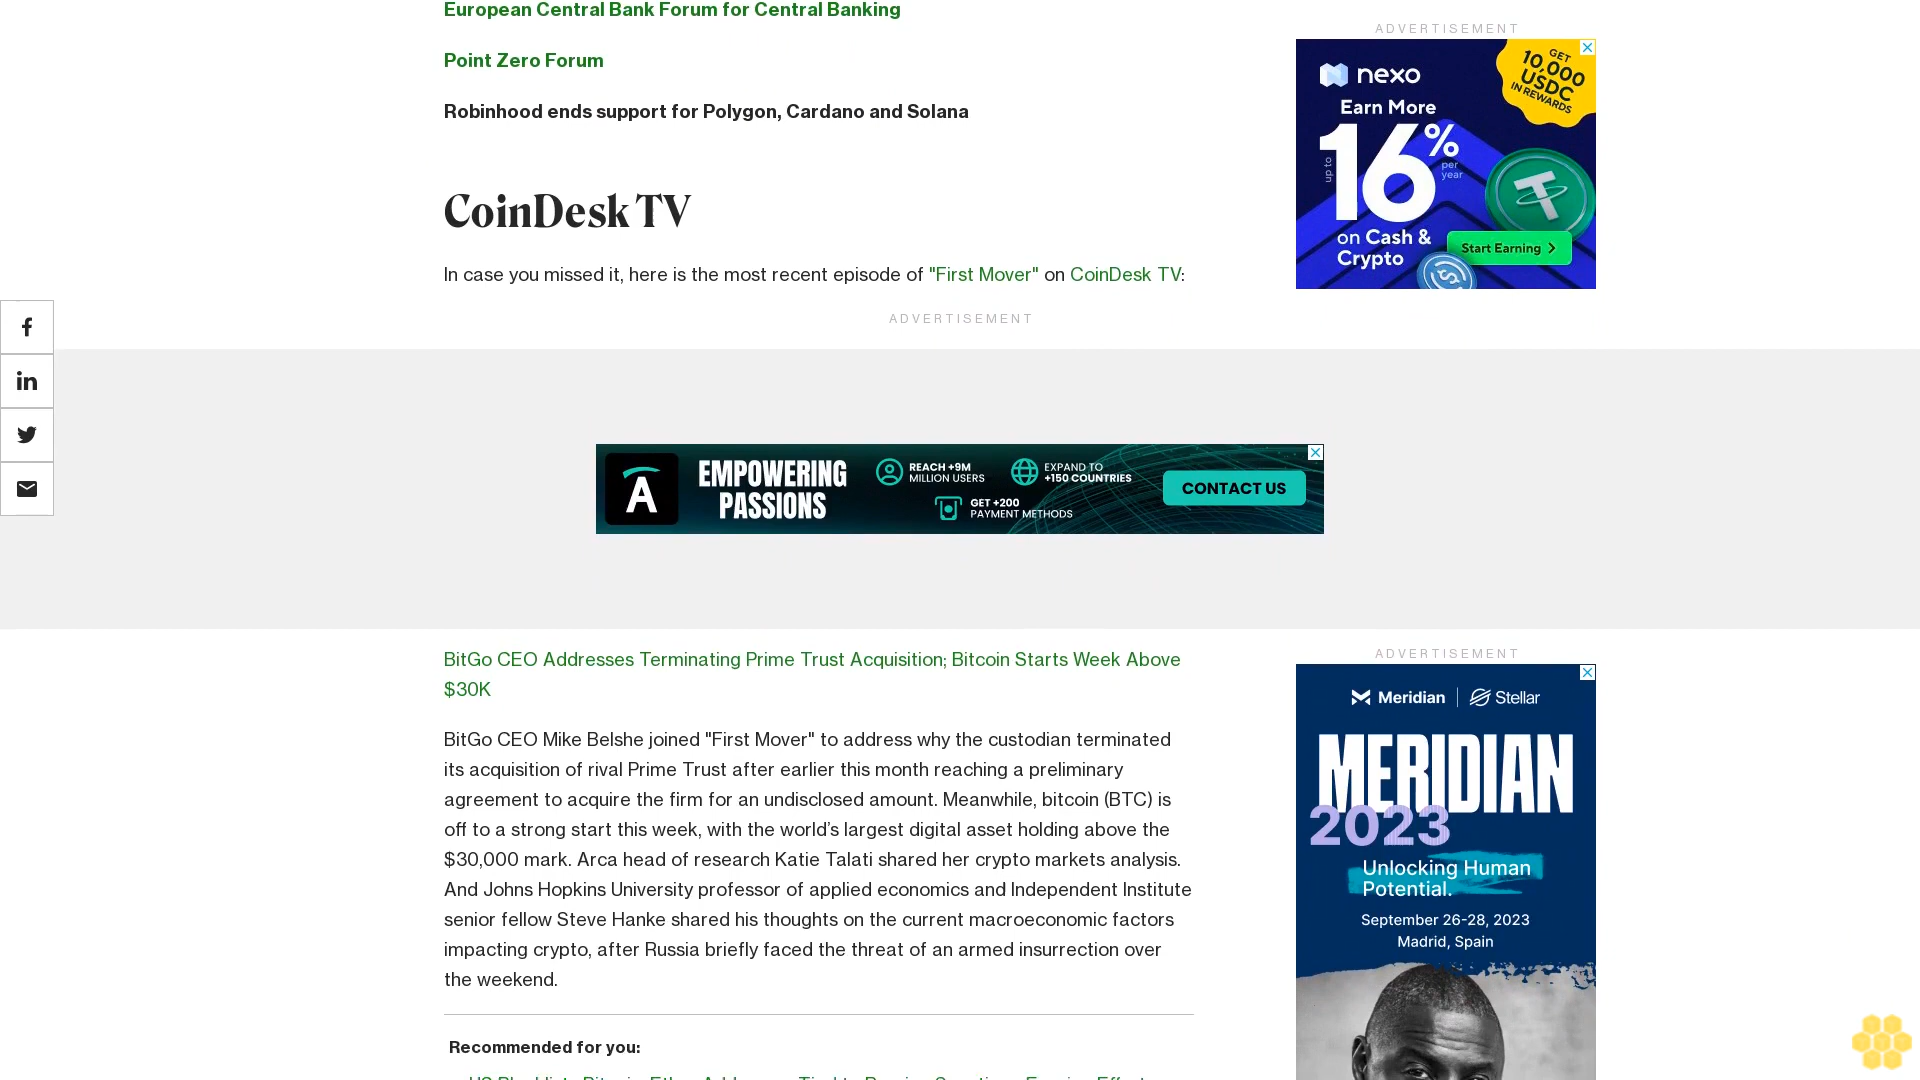 European Central Bank Forum for Central Banking
Point Zero Forum
Robinhood ends support for Polygon, Cardano and Solana
CoinDesk TV
In case you missed it, here is the most recent episode of "First Mover" on CoinDesk TV:
ADVERTISEMENT
EMPOWERING
PASSIONS
REACH +9M
MILLION USERS
EXPAND TO
+150 COUNTRIES
GET +200
PAYMENT METHODS
CONTACT US
BitGo CEO Addresses Terminating Prime Trust Acquisition; Bitcoin Starts Week Above
$30K
BitGo CEO Mike Belshe joined "First Mover" to address why the custodian terminated
its acquisition of rival Prime Trust after earlier this month reaching a preliminary
agreement to acquire the firm for an undisclosed amount. Meanwhile, bitcoin (BTC) is
off to a strong start this week, with the world’s largest digital asset holding above the
$30,000 mark. Arca head of research Katie Talati shared her crypto markets analysis.
And Johns Hopkins University professor of applied economics and Independent Institute
senior fellow Steve Hanke shared his thoughts on the current macroeconomic factors
impacting crypto, after Russia briefly faced the threat of an armed insurrection over
the weekend.
Recommended for you:
ADVERTISEMENT
nexo
GET
10,000
USDC
IN REWARDS
Earn More
up to
16%
per
year
on Cash &
Crypto
Start Earning
ADVERTISEMENT
Meridian | Stellar
MERIDIAN
2023
Unlocking Human
Potential.
September 26-28, 2023
Madrid, Spain